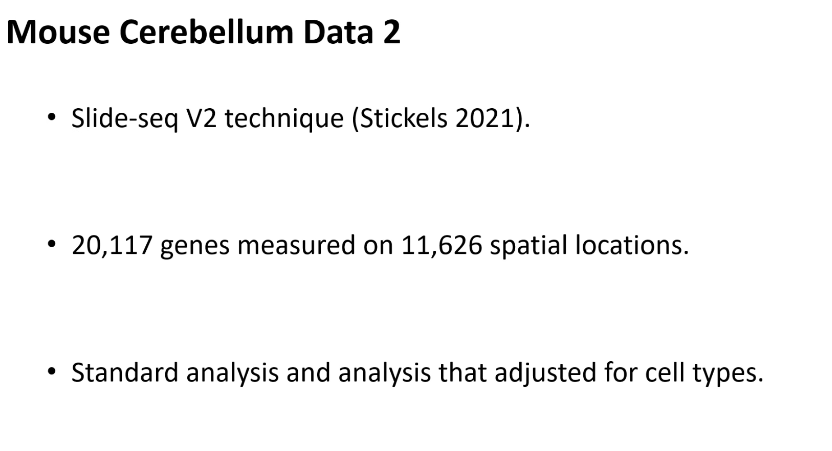 Mouse Cerebellum Data 2
• Slide-seq V2 technique (Stickels 2021).
• 20,117 genes measured on 11,626 spatial locations.
• Standard analysis and analysis that adjusted for cell types.